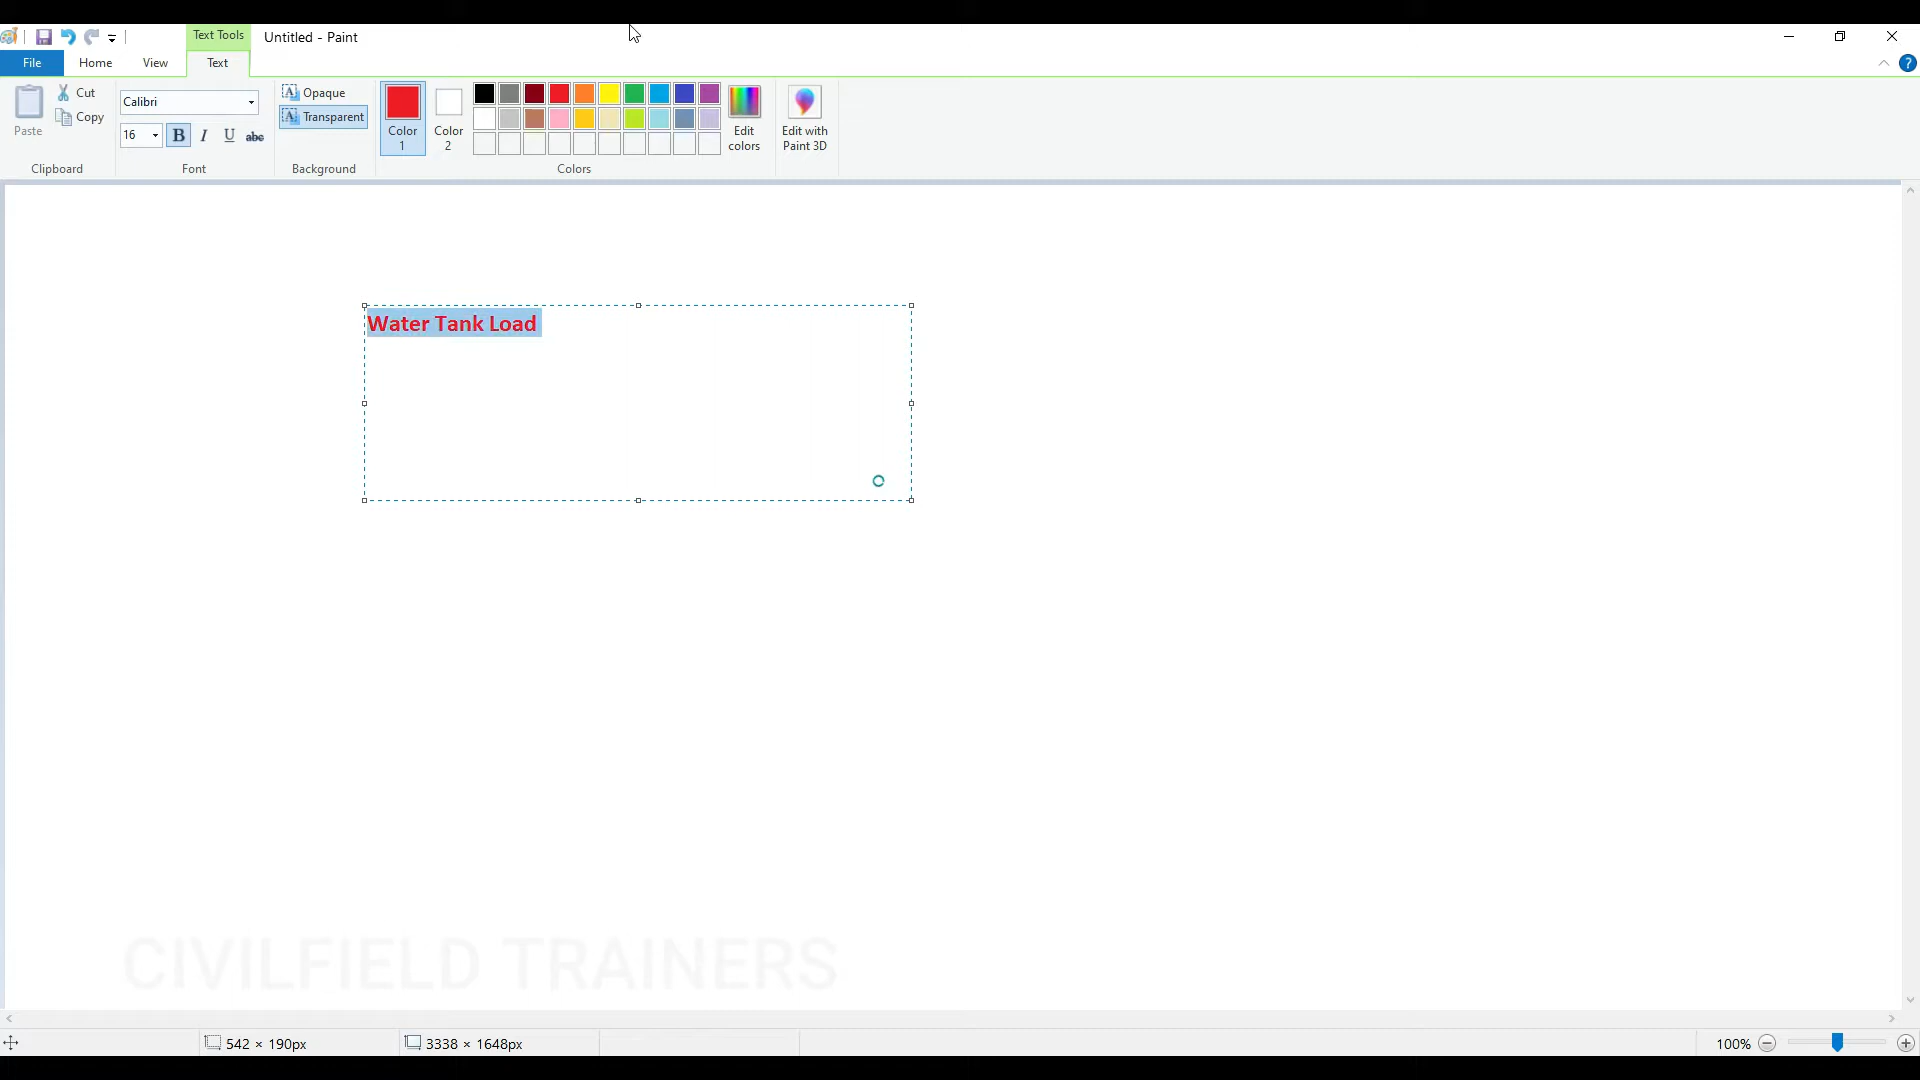 Text Tools
Untitled - Paint
File
Home
View
Text
Paste
Cut
Copy
Clipboard
Calibri
16
B I U abc
Font
Opaque
Transparent
Background
Color 1
Color 2
Edit colors
Colors
Edit with Paint 3D
Water Tank Load
CIVILFIELD TRAINERS
542 × 190px
3338 × 1648px
100%